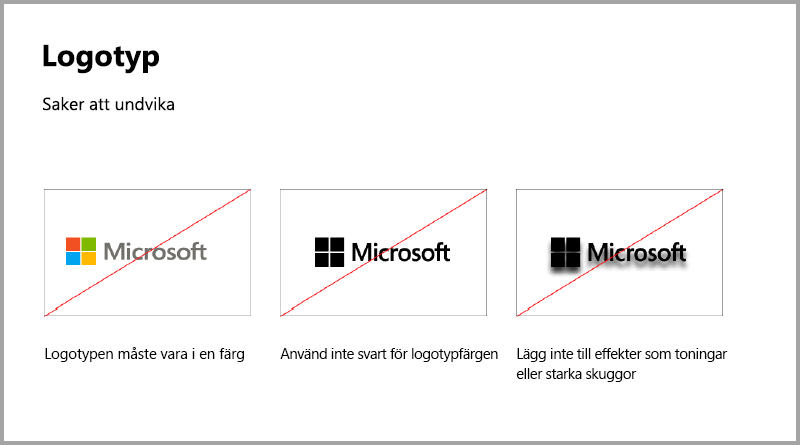 Logotyp
Saker att undvika
Microsoft
Microsoft
Microsoft
Logotypen måste vara i en färg
Använd inte svart för logotypfärgen
Lägg inte till effekter som toningar
eller starka skuggor